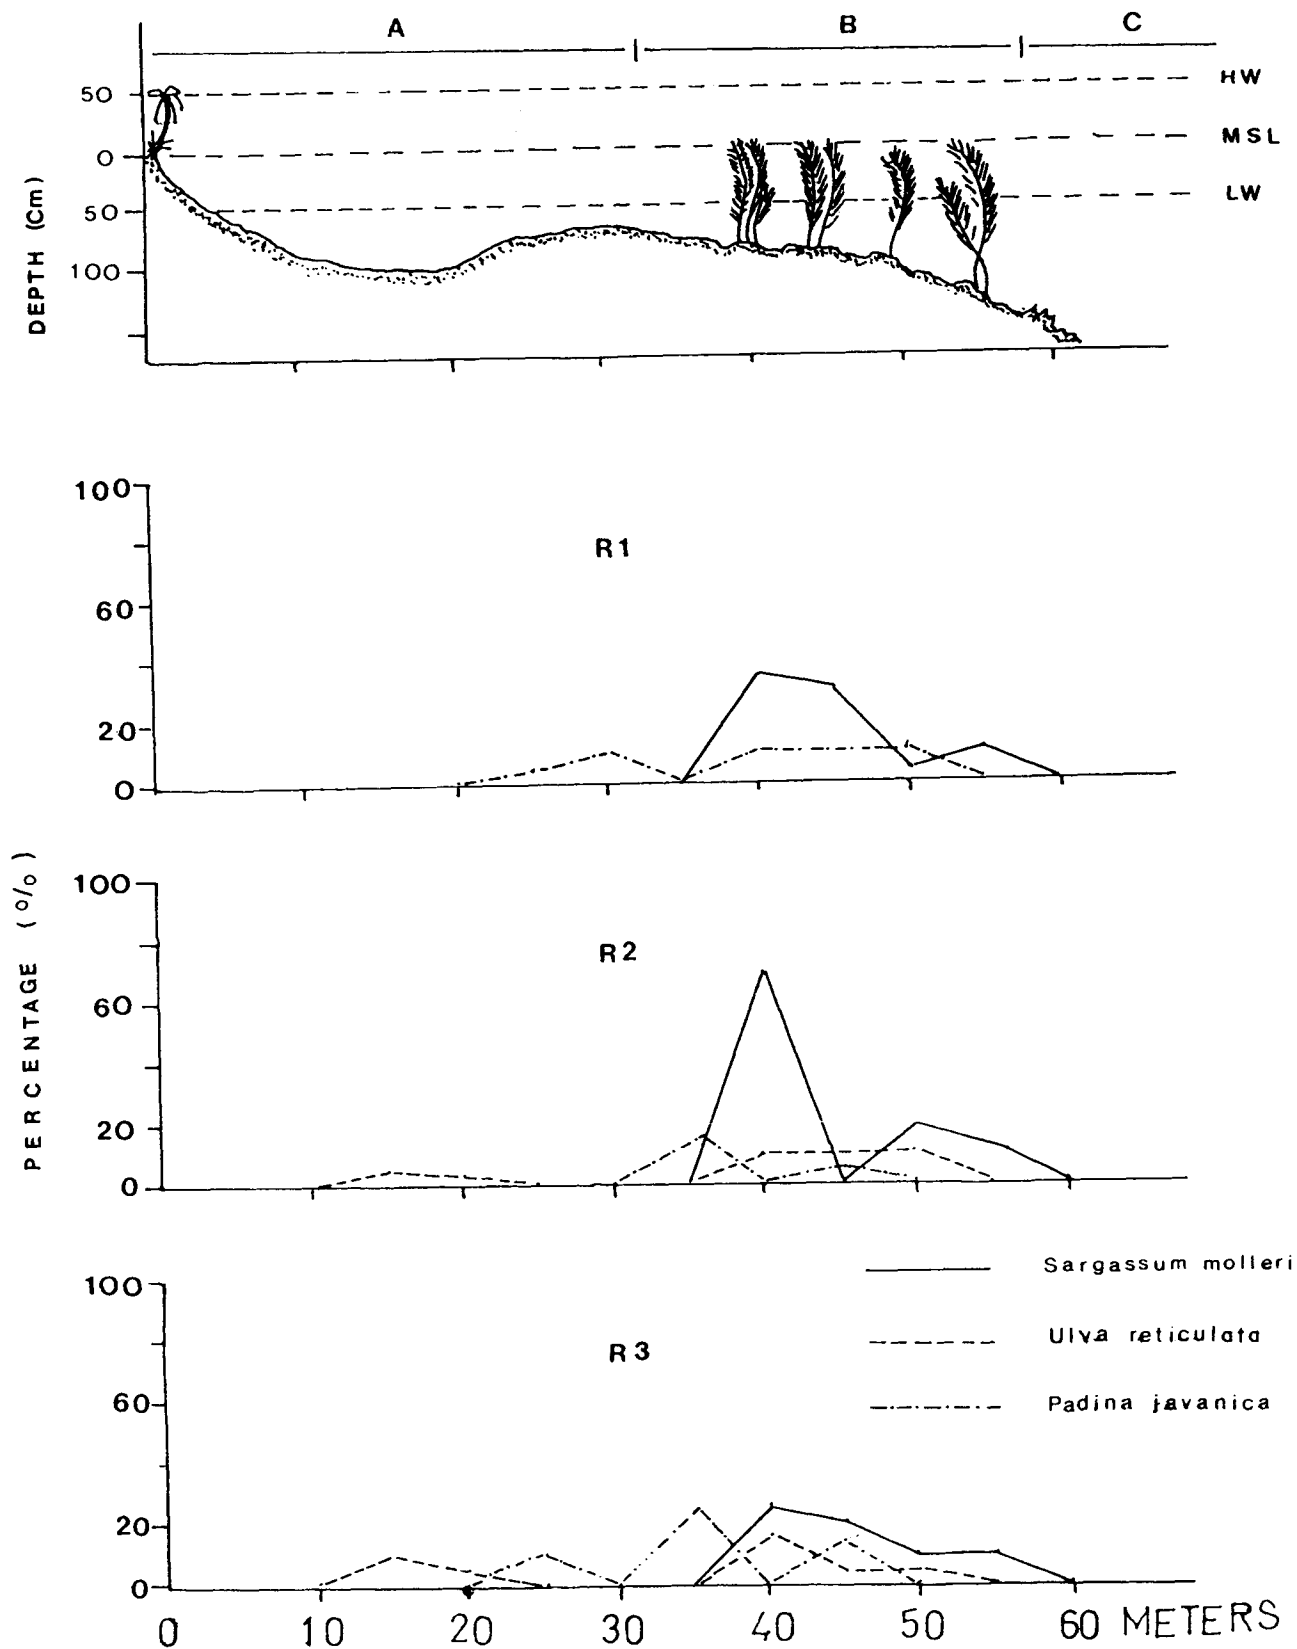 A B C
50 HW
0 MSL
50 LW
100
DEPTH (Cm)
100
R1
60
20
0
100
R2
60
20
0
PERCENTAGE (%)
Sargassum molleri
100
Ulva reticulata
R3
Padina javanica
60
20
0
0 10 20 30 40 50 60 METERS